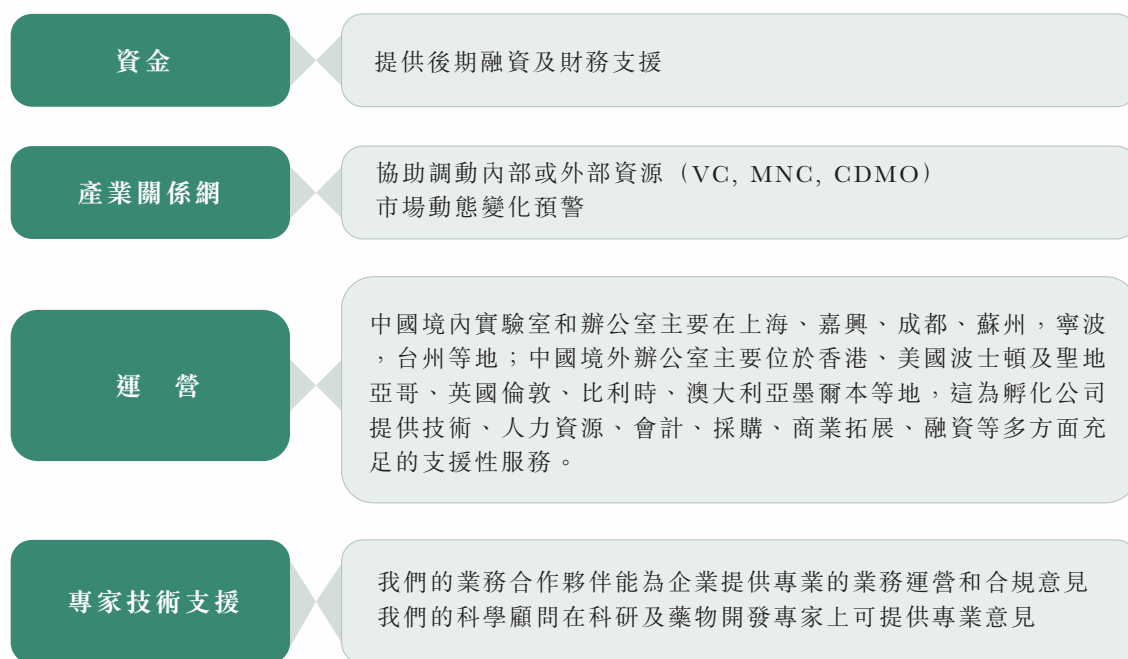 資金
提供後期融資及財務支援
產業關係網
協助調動內部或外部資源（VC, MNC, CDMO）
市場動態變化預警
運　營
中國境內實驗室和辦公室主要在上海、嘉興、成都、蘇州，寧波
，台州等地；中國境外辦公室主要位於香港、美國波士頓及聖地
亞哥、英國倫敦、比利時、澳大利亞墨爾本等地，這為孵化公司
提供技術、人力資源、會計、採購、商業拓展、融資等多方面充
足的支援性服務。
專家技術支援
我們的業務合作夥伴能為企業提供專業的業務運營和合規意見
我們的科學顧問在科研及藥物開發專家上可提供專業意見